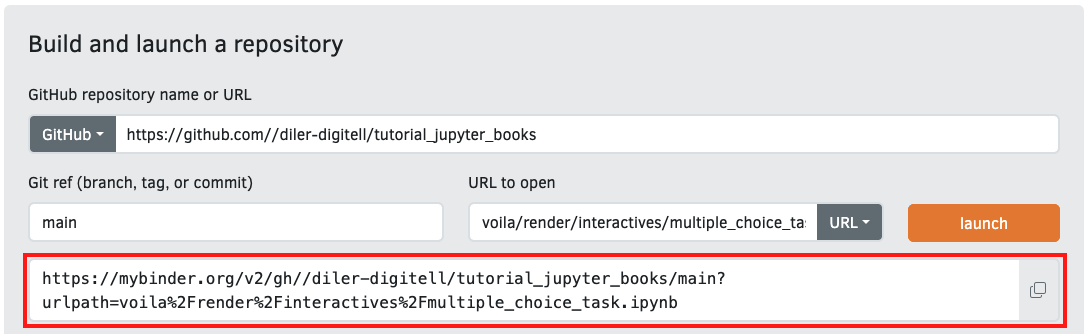 Build and launch a repository
GitHub repository name or URL
GitHub https://github.com//diler-digitell/tutorial_jupyter_books
Git ref (branch, tag, or commit) URL to open
main voila/render/interactives/multiple_choice_ta URL launch
https://mybinder.org/v2/gh//diler-digitell/tutorial_jupyter_books/main?
urlpath=voila%2Frender%2Finteractives%2Fmultiple_choice_task.ipynb